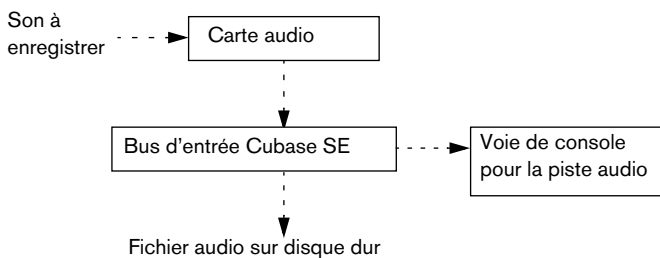 Son à
enregistrer
Carte audio
Bus d'entrée Cubase SE
Voie de console
pour la piste audio
Fichier audio sur disque dur